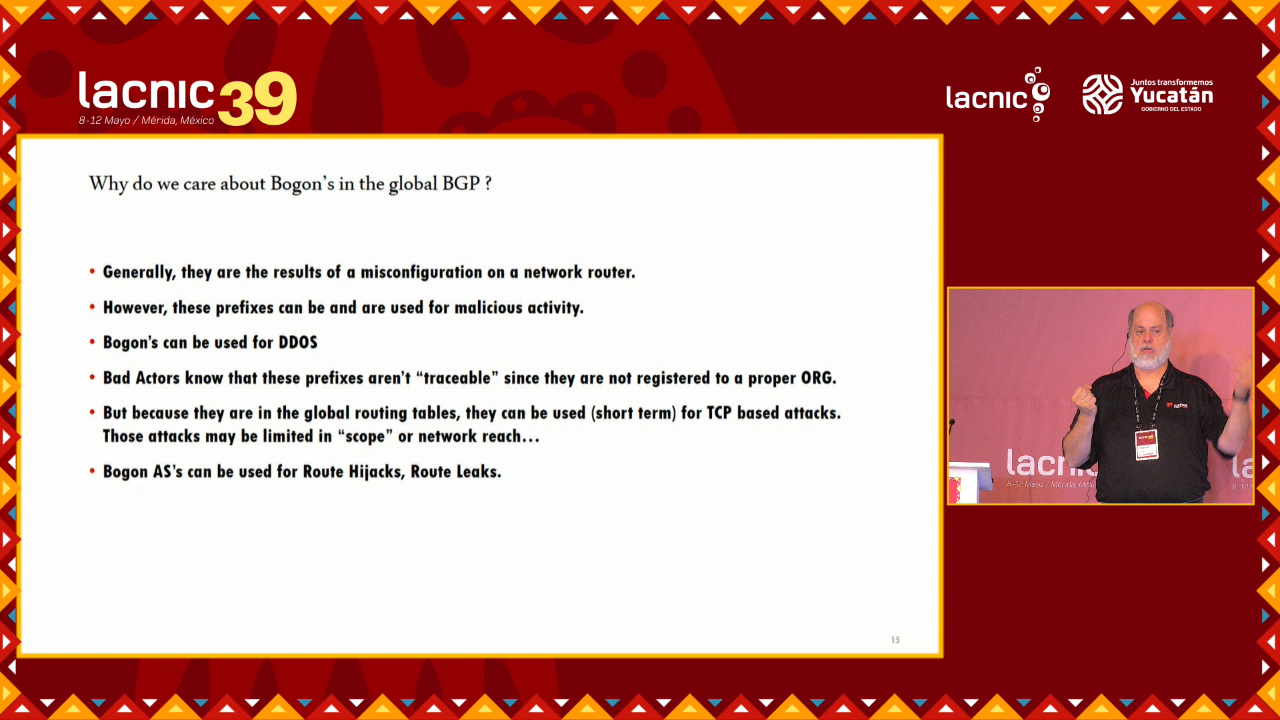 lacnic 39
8-12 Mayo / Mérida, México
lacnic
Juntos transformemos
Yucatán
GOBIERNO DEL ESTADO
Why do we care about Bogon's in the global BGP ?
• Generally, they are the results of a misconfiguration on a network router.
• However, these prefixes can be and are used for malicious activity.
• Bogon's can be used for DDOS
• Bad Actors know that these prefixes aren't “traceable” since they are not registered to a proper ORG.
• But because they are in the global routing tables, they can be used (short term) for TCP based attacks.
Those attacks may be limited in “scope” or network reach…
• Bogon AS's can be used for Route Hijacks, Route Leaks.
15